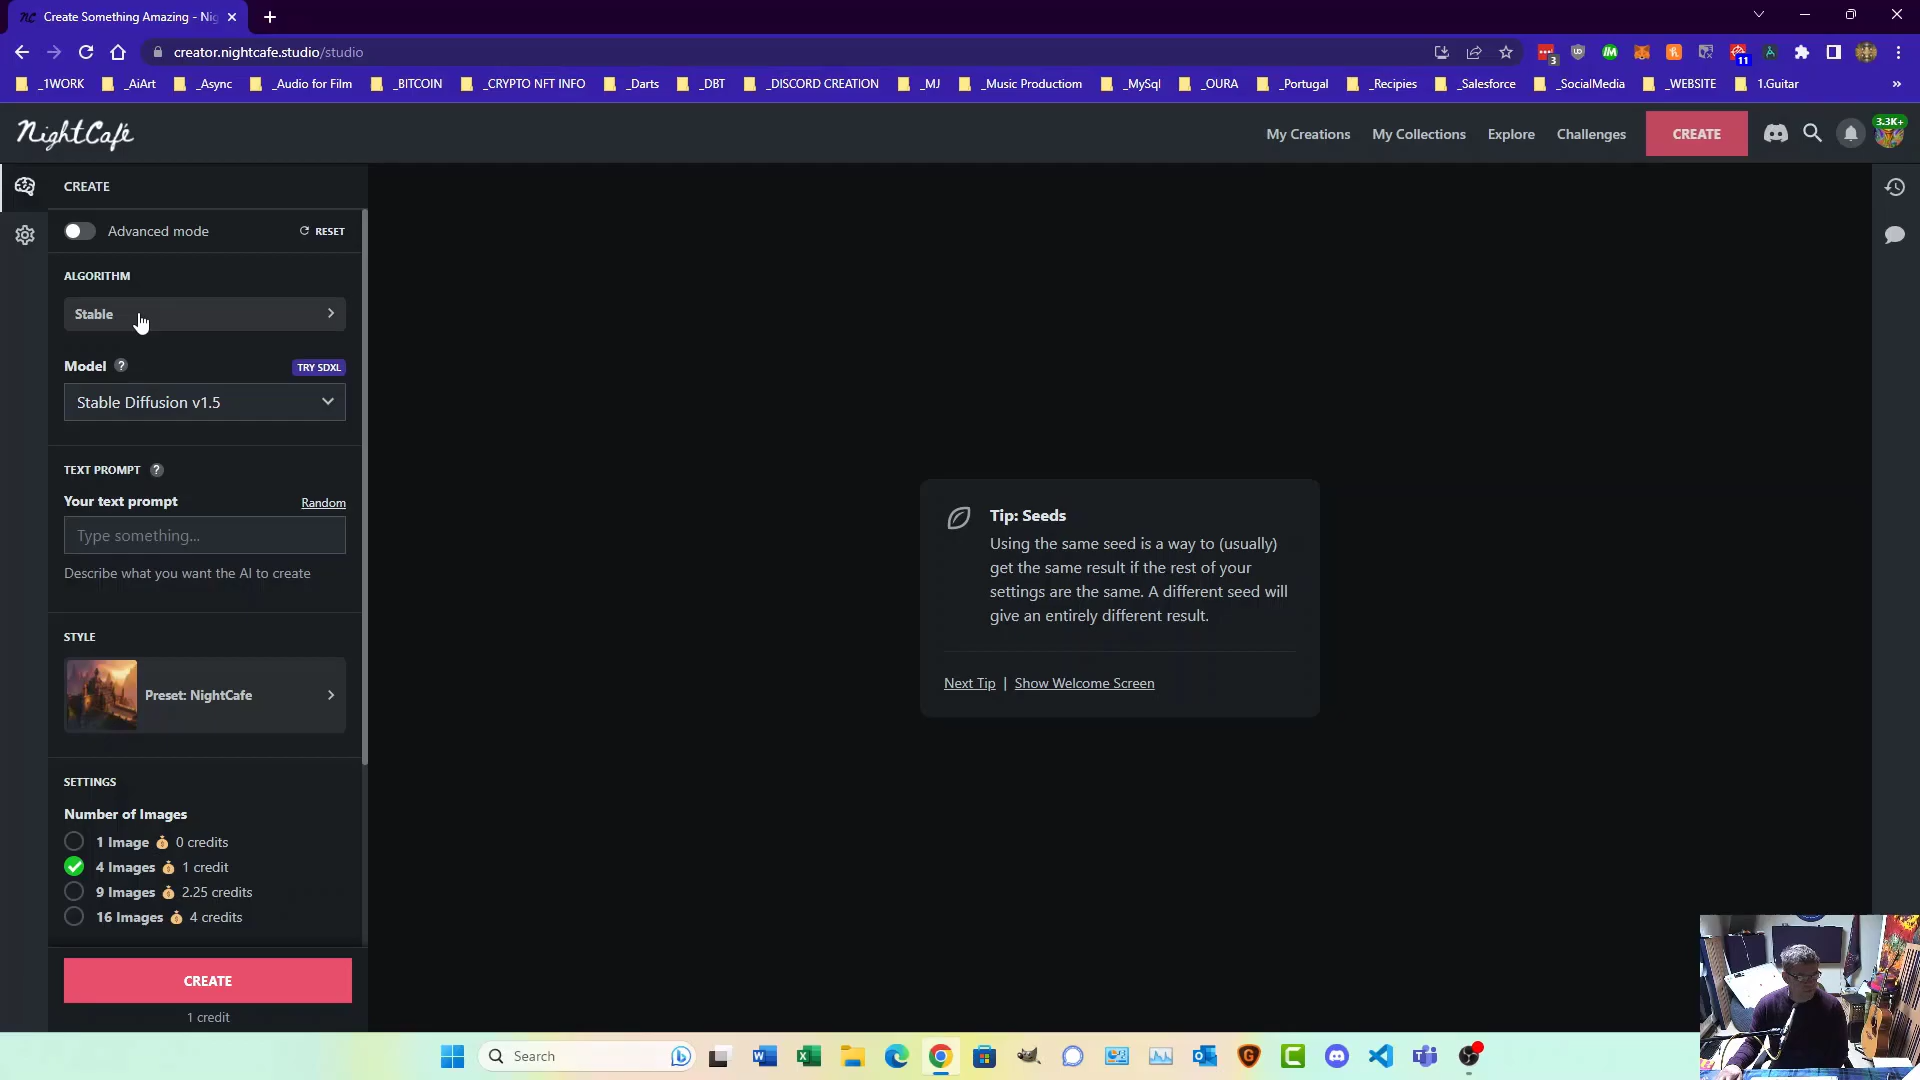 Create Something Amazing - Nig
creator.nightcafe.studio/studio
3
11
_1WORK
_AiArt
_Async
_Audio for Film
_BITCOIN
_CRYPTO NFT INFO
_Darts
_DBT
_DISCORD CREATION
_MJ
_Music Productiom
_MySql
_OURA
_Portugal
_Recipies
_Salesforce
_SocialMedia
_WEBSITE
1.Guitar
NightCafé
My Creations
My Collections
Explore
Challenges
CREATE
3.3K+
CREATE
Advanced mode
RESET
ALGORITHM
Stable
Model
TRY SDXL
Stable Diffusion v1.5
TEXT PROMPT
Your text prompt
Random
Type something...
Describe what you want the AI to create
STYLE
Preset: NightCafe
SETTINGS
Number of Images
1 Image 💰 0 credits
4 Images 💰 1 credit
9 Images 💰 2.25 credits
16 Images 💰 4 credits
CREATE
1 credit
Tip: Seeds
Using the same seed is a way to (usually)
get the same result if the rest of your
settings are the same. A different seed will
give an entirely different result.
Next Tip | Show Welcome Screen
Search